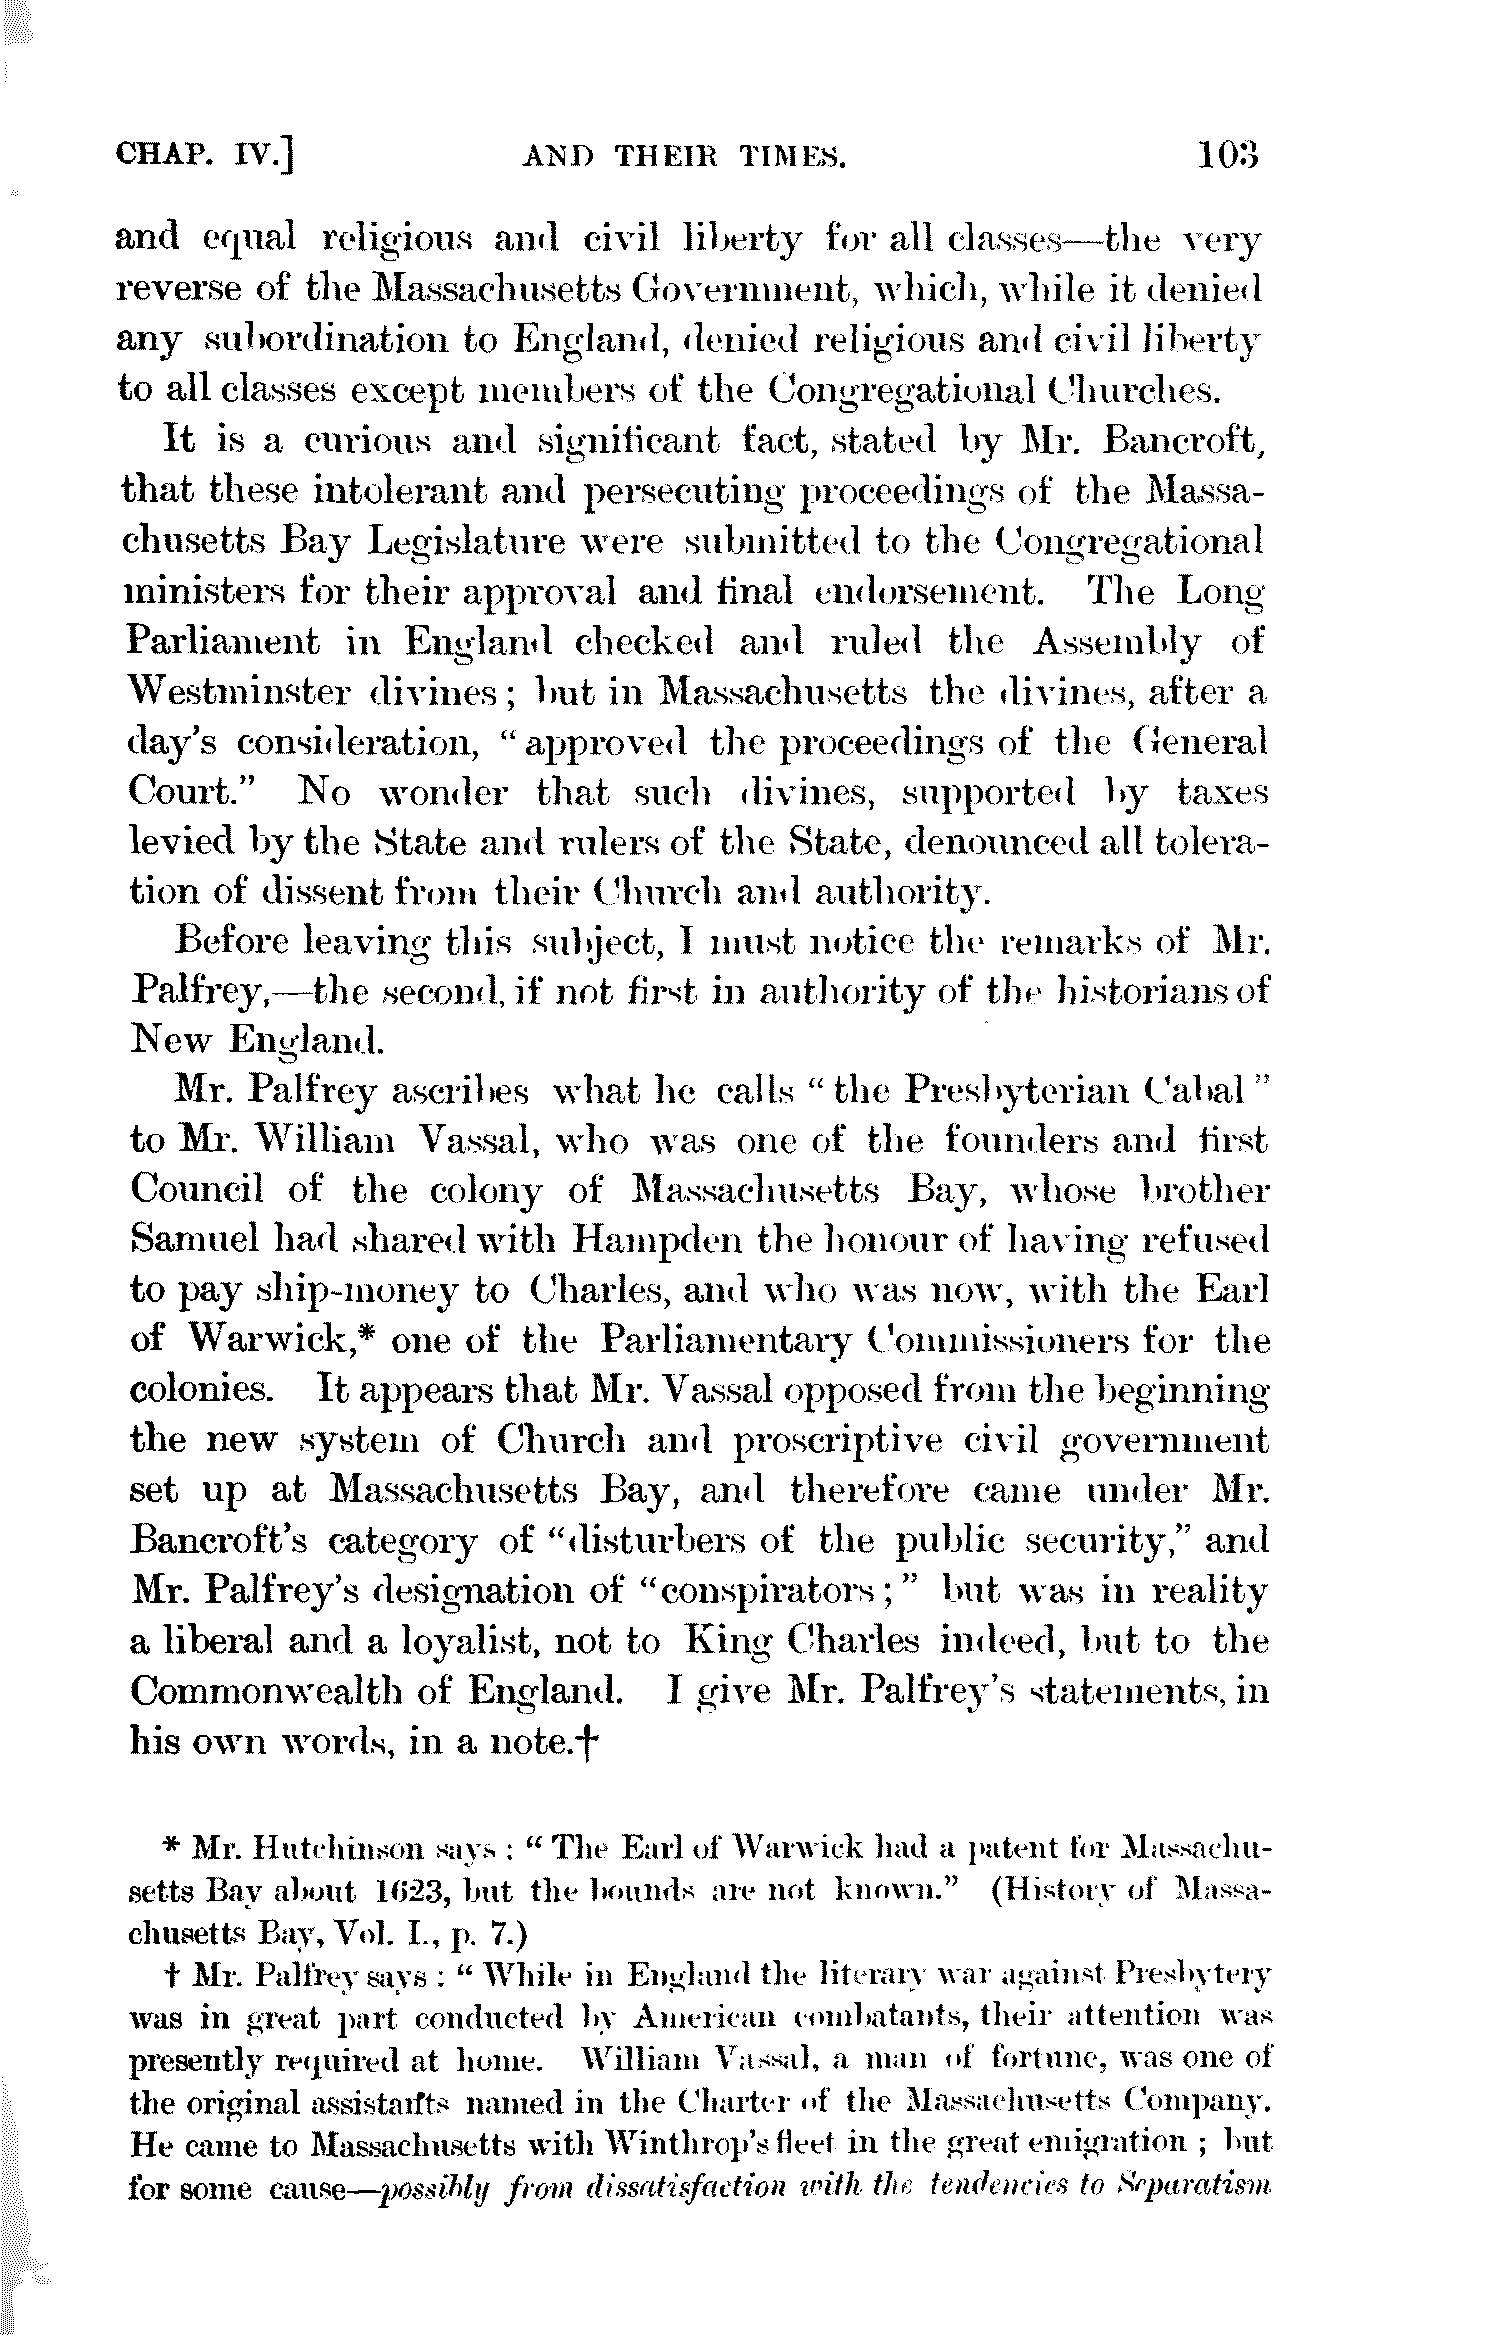 CHAP. IV.] AND THEIR TIMES. 103
and equal religious and civil liberty for all classes—the very
reverse of the Massachusetts Government, which, while it denied
any subordination to England, denied religious and civil liberty
to all classes except members of the Congregational Churches.
It is a curious and significant fact, stated by Mr. Bancroft,
that these intolerant and persecuting proceedings of the Massa-
chusetts Bay Legislature were submitted to the Congregational
ministers for their approval and final endorsement. The Long
Parliament in England checked and ruled the Assembly of
Westminster divines; but in Massachusetts the divines, after a
day's consideration, "approved the proceedings of the General
Court." No wonder that such divines, supported by taxes
levied by the State and rulers of the State, denounced all tolera-
tion of dissent from their Church and authority.
Before leaving this subject, I must notice the remarks of Mr.
Palfrey,—the second, if not first in authority of the historians of
New England.
Mr. Palfrey ascribes what he calls "the Presbyterian Cabal"
to Mr. William Vassal, who was one of the founders and first
Council of the colony of Massachusetts Bay, whose brother
Samuel had shared with Hampden the honour of having refused
to pay ship-money to Charles, and who was now, with the Earl
of Warwick,* one of the Parliamentary Commissioners for the
colonies. It appears that Mr. Vassal opposed from the beginning
the new system of Church and proscriptive civil government
set up at Massachusetts Bay, and therefore came under Mr.
Bancroft's category of "disturbers of the public security," and
Mr. Palfrey's designation of "conspirators;" but was in reality
a liberal and a loyalist, not to King Charles indeed, but to the
Commonwealth of England. I give Mr. Palfrey's statements, in
his own words, in a note.†
* Mr. Hutchinson says: "The Earl of Warwick had a patent for Massachu-
setts Bay about 1623, but the bounds are not known." (History of Massa-
chusetts Bay, Vol. I., p. 7.)
† Mr. Palfrey says: "While in England the literary war against Presbytery
was in great part conducted by American combatants, their attention was
presently required at home. William Vassal, a man of fortune, was one of
the original assistants named in the Charter of the Massachusetts Company.
He came to Massachusetts with Winthrop's fleet in the great emigration; but
for some cause—possibly from dissatisfaction with the tendencies to Separatism